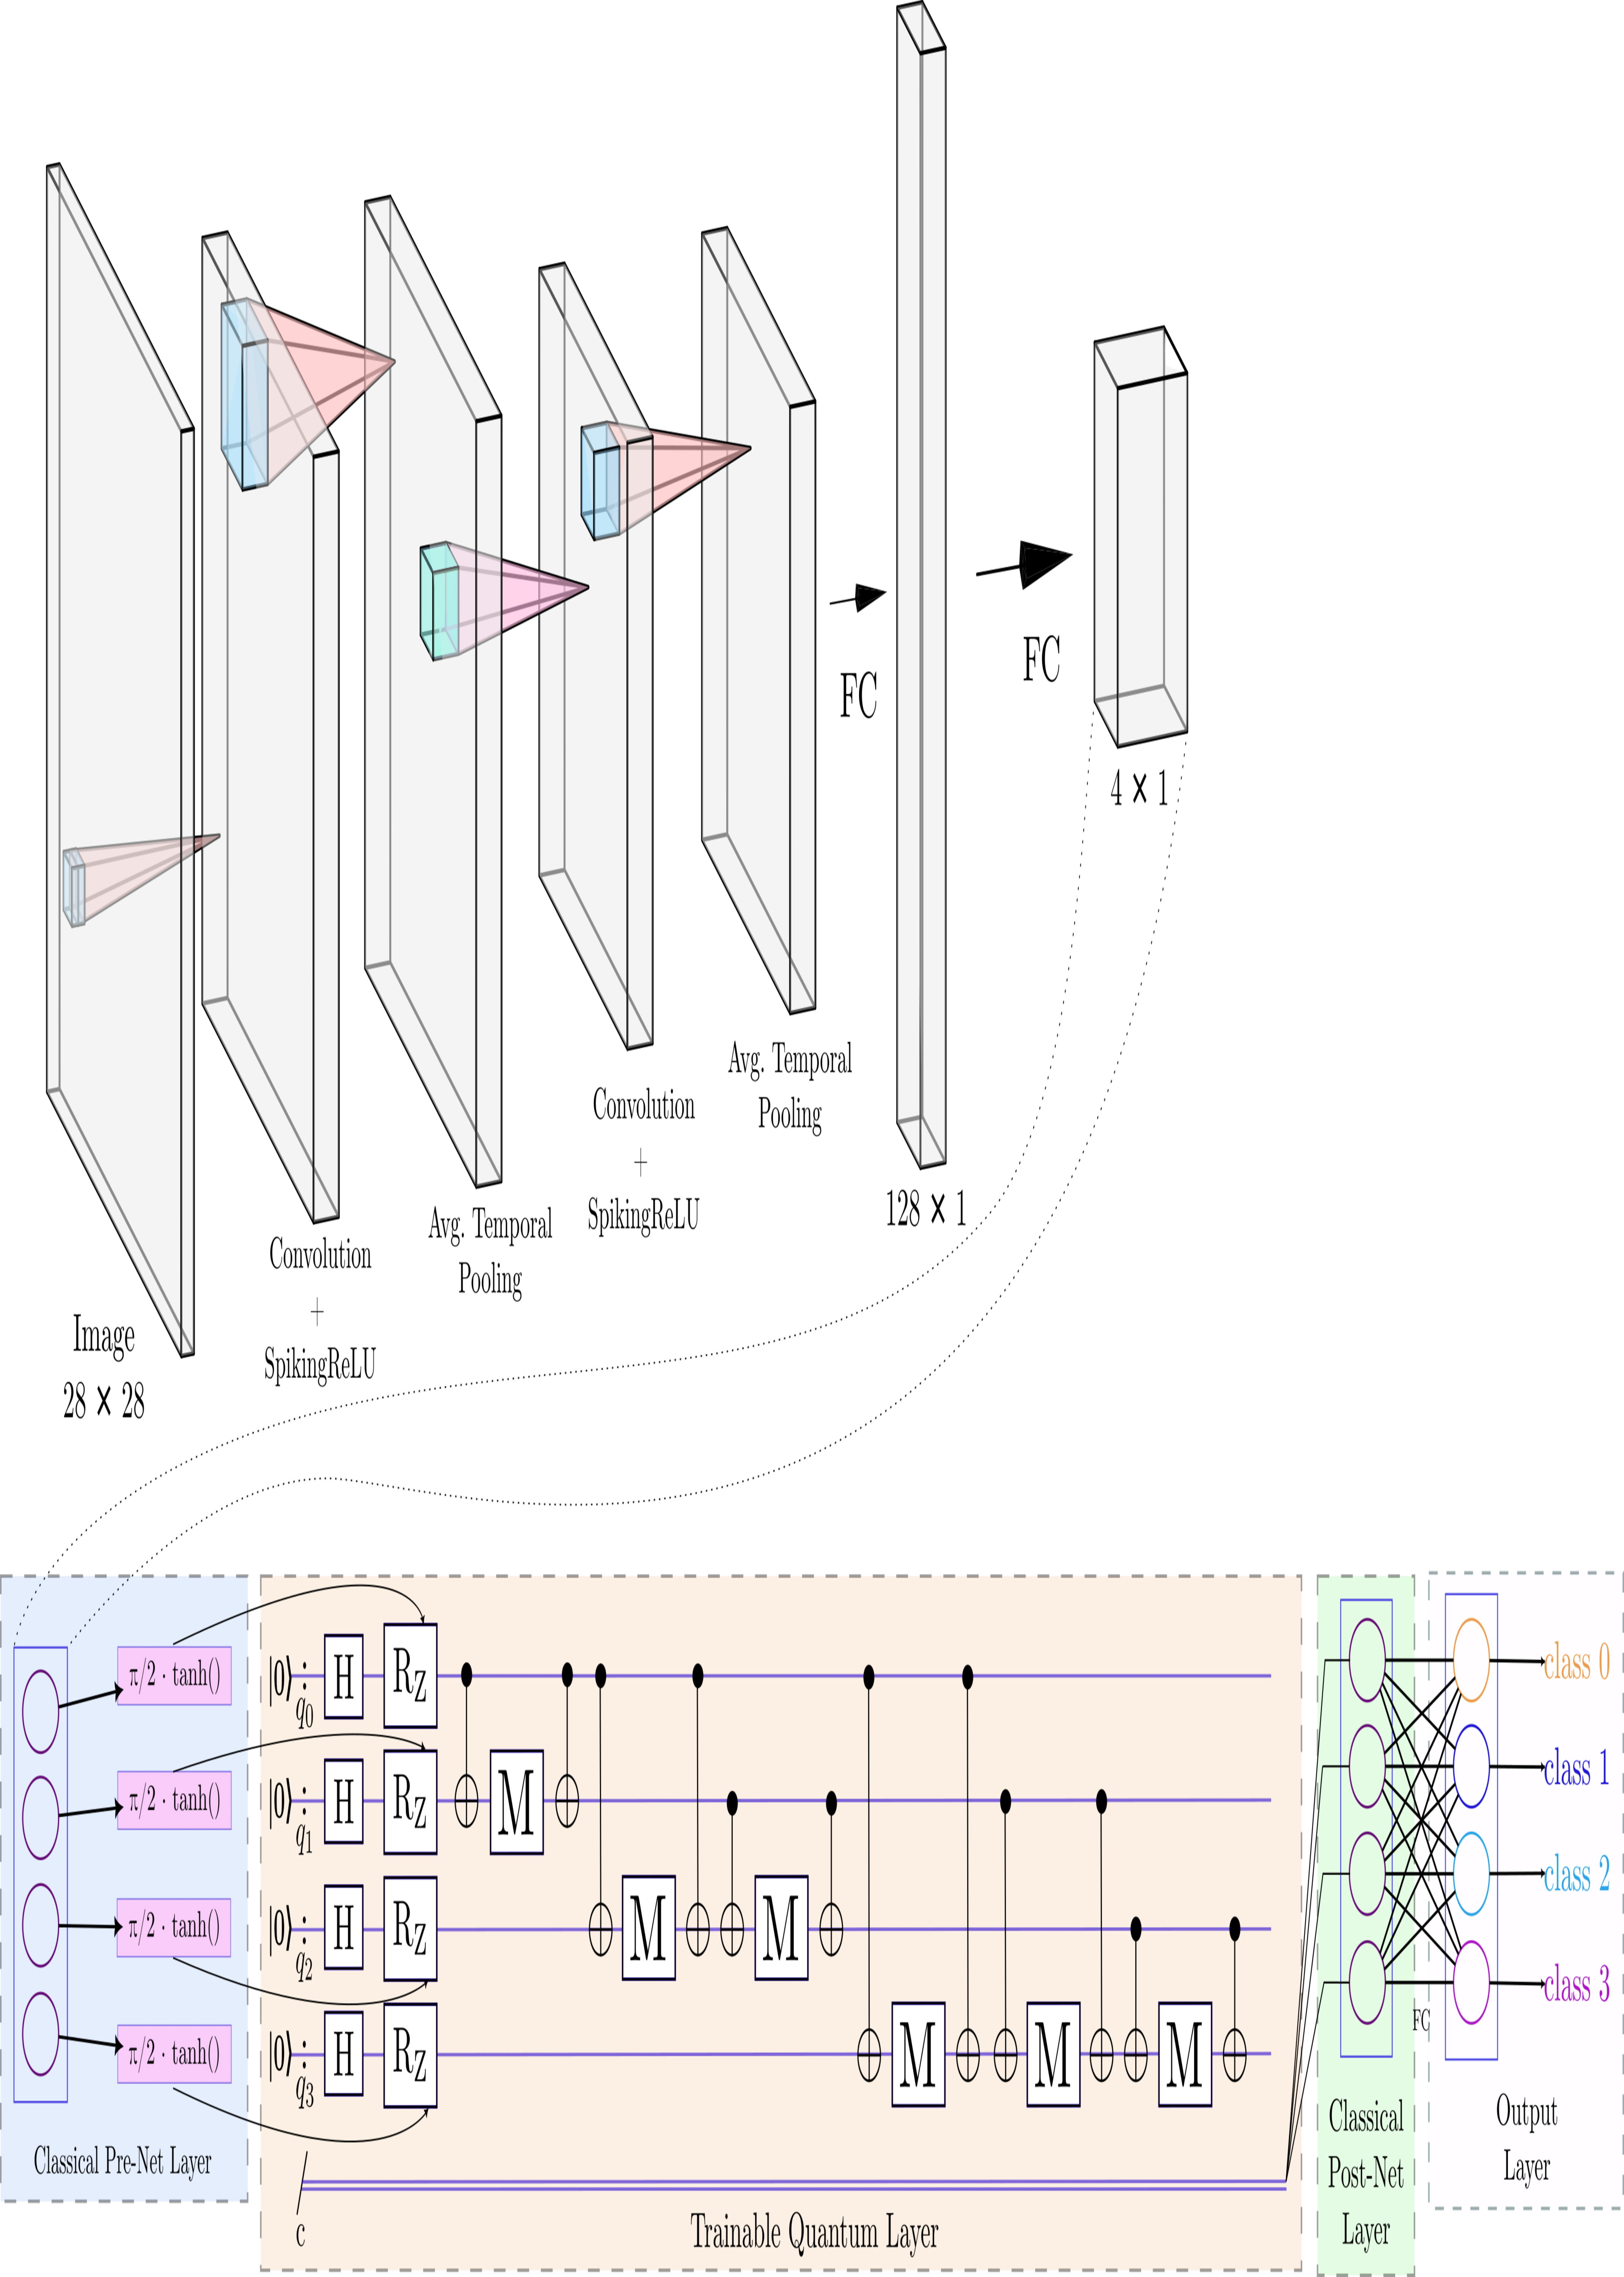 FC
FC
4 × 1
Avg. Temporal
Pooling
Convolution
+
SpikingReLU
128 × 1
Avg. Temporal
Pooling
Convolution
+
SpikingReLU
Image
28 × 28
π/2 · tanh()
|0⟩ : q0
H
RZ
class 0
π/2 · tanh()
|0⟩ : q1
H
RZ
M
class 1
π/2 · tanh()
|0⟩ : q2
H
RZ
M
M
class 2
π/2 · tanh()
|0⟩ : q3
H
RZ
M
M
M
class 3
FC
Classical Pre-Net Layer
c
Trainable Quantum Layer
Classical
Post-Net
Layer
Output
Layer